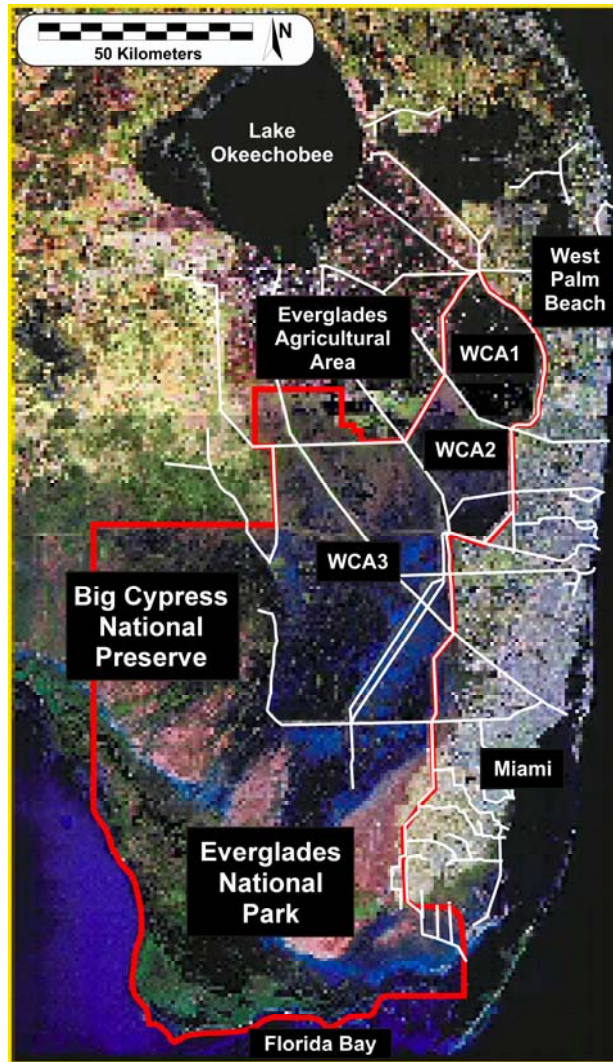 N
50 Kilometers
Lake
Okeechobee
West
Palm
Beach
Everglades
Agricultural
Area
WCA1
WCA2
WCA3
Big Cypress
National
Preserve
Miami
Everglades
National
Park
Florida Bay